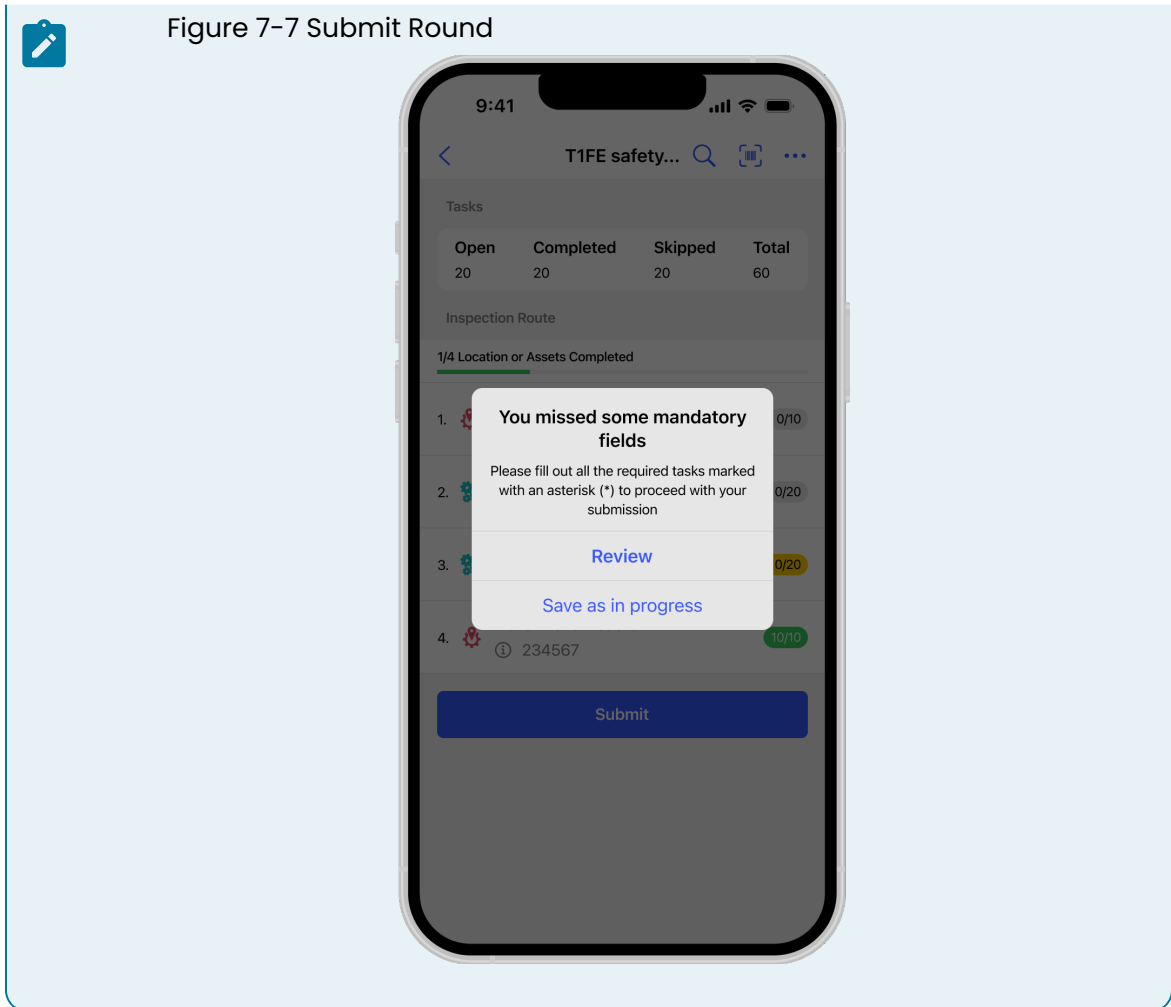 Figure 7-7 Submit Round
9:41
T1FE safety...
Tasks
Open Completed Skipped Total
20 20 20 60
Inspection Route
1/4 Location or Assets Completed
1. 0/10
You missed some mandatory
fields
Please fill out all the required tasks marked
with an asterisk (*) to proceed with your
submission
2. 0/20
Review
3. 0/20
Save as in progress
4. 10/10
234567
Submit